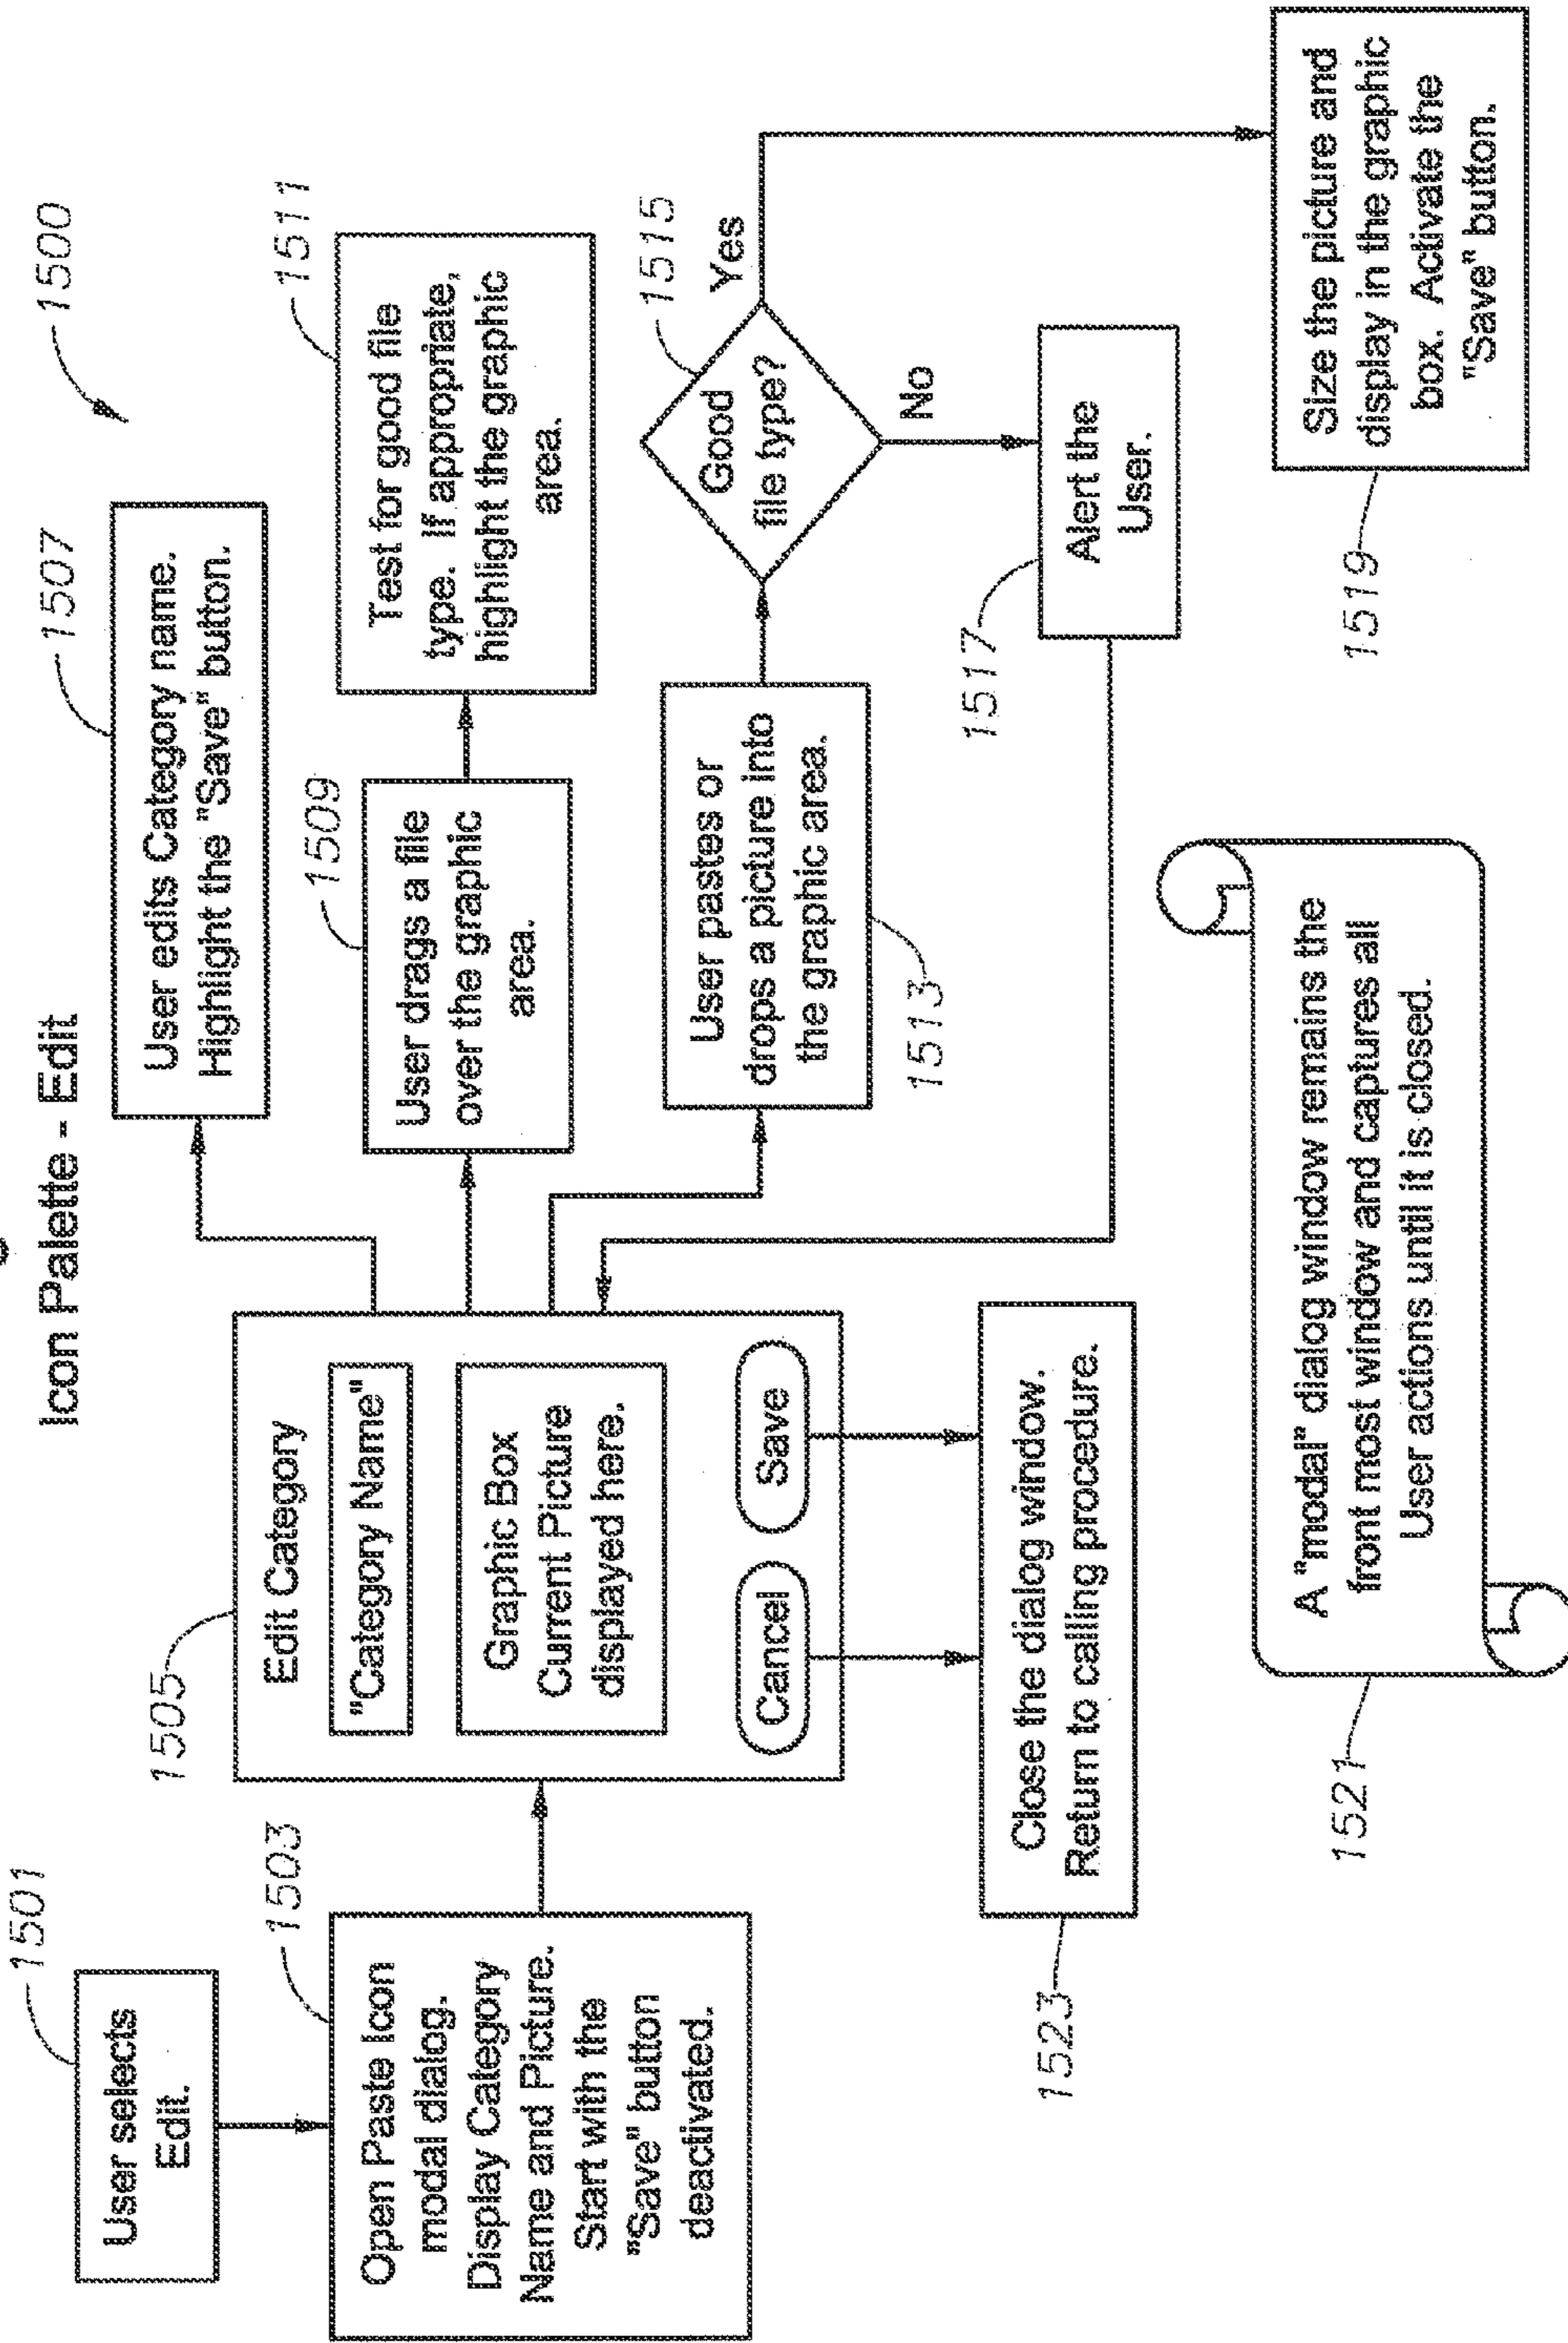 Icon Palette - Edit
1500
1501
User selects
Edit.
1503
Open Paste Icon
modal dialog.
Display Category
Name and Picture.
Start with the
"Save" button
deactivated.
1505
Edit Category
"Category Name"
Graphic Box
Current Picture
displayed here.
Cancel
Save
1507
User edits Category name.
Highlight the "Save" button.
1509
User drags a file
over the graphic
area.
1511
Test for good file
type. If appropriate,
highlight the graphic
area.
User pastes or
drops a picture into
the graphic area.
1513
1515
Good
file type?
Yes
No
1517
Alert the
User.
1519
Size the picture and
display in the graphic
box. Activate the
"Save" button.
Close the dialog window.
Return to calling procedure.
1523
A "modal" dialog window remains the
front most window and captures all
User actions until it is closed.
1521